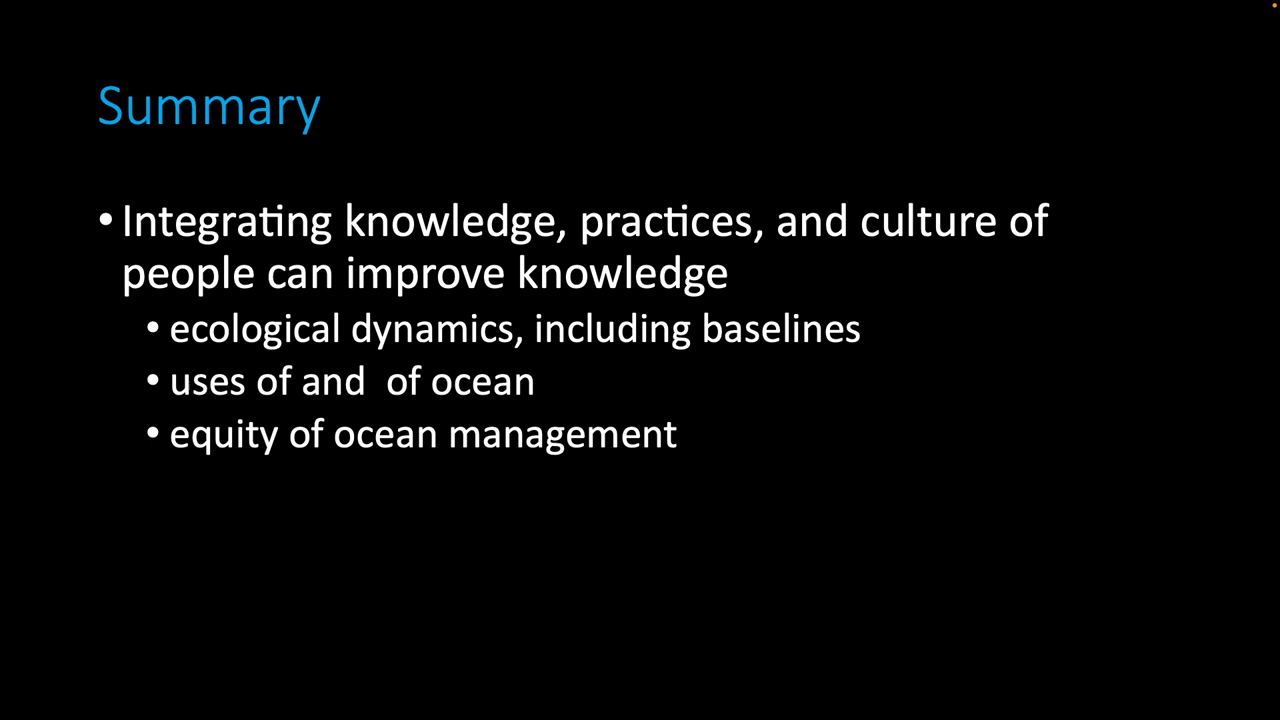 Summary
• Integrating knowledge, practices, and culture of
people can improve knowledge
• ecological dynamics, including baselines
• uses of and  of ocean
• equity of ocean management